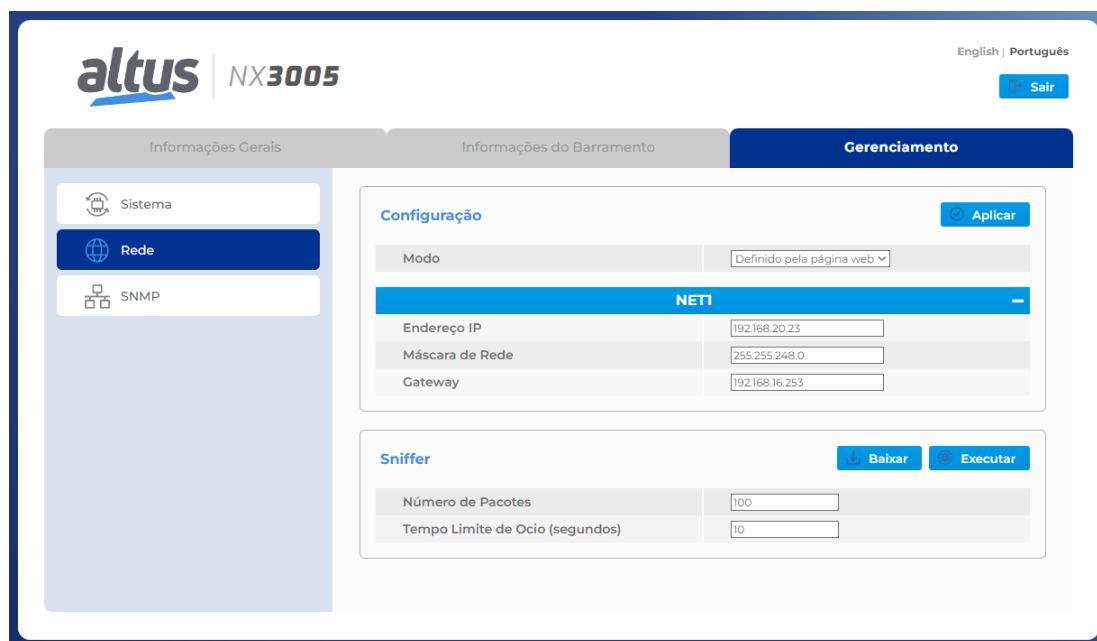 English | Português
altus NX3005
Sair
Informações Gerais Informações do Barramento Gerenciamento
Sistema
Rede
SNMP
Configuração Aplicar
Modo Definido pela página web
NET1
Endereço IP 192.168.20.23
Máscara de Rede 255.255.248.0
Gateway 192.168.16.253
Sniffer Baixar Executar
Número de Pacotes 100
Tempo Limite de Ocio (segundos) 10